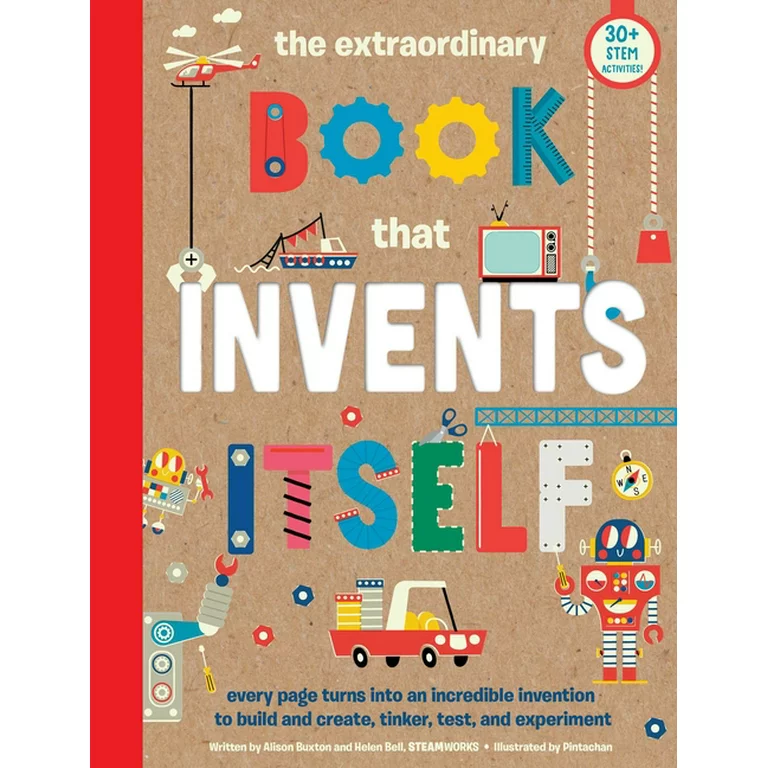 the extraordinary
30+
STEM
ACTIVITIES!
BOOK
that
INVENTS
ITSELF
N
W E
S
every page turns into an incredible invention
to build and create, tinker, test, and experiment
Written by Alison Buxton and Helen Bell, STEAMWORKS • Illustrated by Pintachan